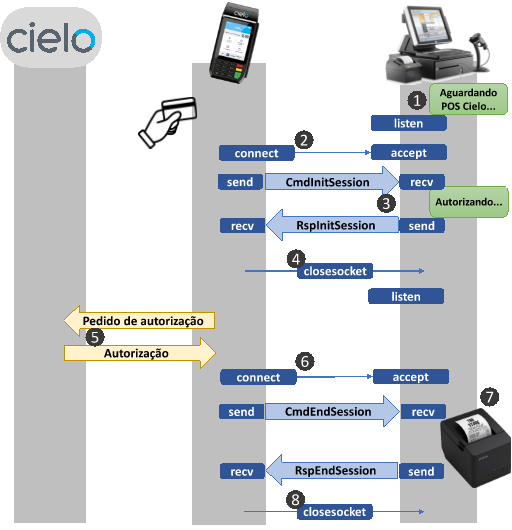 cielo
1
Aguardando
POS Cielo...
listen
2
connect
accept
send
CmdInitSession
recv
3
Autorizando...
recv
RspInitSession
send
4
closesocket
listen
Pedido de autorização
5
Autorização
6
connect
accept
7
send
CmdEndSession
recv
recv
RspEndSession
send
8
closesocket